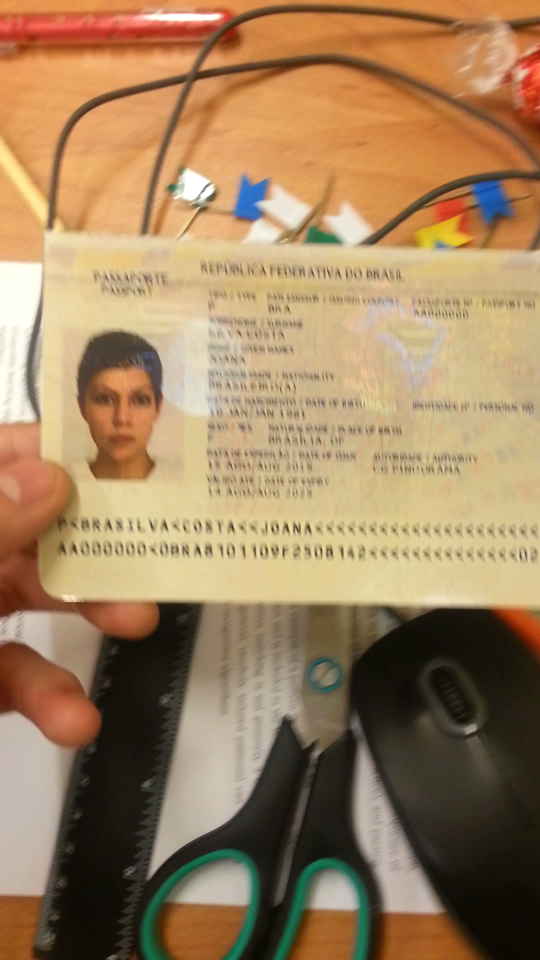 PASSAPORTE
PASSPORT
REPÚBLICA FEDERATIVA DO BRASIL
TIPO / TYPE PAÍS EMISSOR / ISSUING COUNTRY PASSAPORTE Nº / PASSPORT NO
P BRA AA000000
SOBRENOME / SURNAME
SILVA COSTA
NOME / GIVEN NAMES
JOANA
NACIONALIDADE / NATIONALITY
BRASILEIRO(A)
DATA DE NASCIMENTO / DATE OF BIRTH IDENTIDADE Nº / PERSONAL NO
10 JAN/JAN 1981
SEXO / SEX NATURALIDADE / PLACE OF BIRTH
F BRASÍLIA, DF
DATA DE EXPEDIÇÃO / DATE OF ISSUE AUTORIDADE / AUTHORITY
15 AGO/AUG 2015 CG PINDORAMA
VÁLIDO ATÉ / DATE OF EXPIRY
14 AGO/AUG 2025
P<BRASILVA<COSTA<<JOANA<<<<<<<<<<<<<<<<<<
AA000000<0BRA8101109F2508142<<<<<<<<<<<<<<02